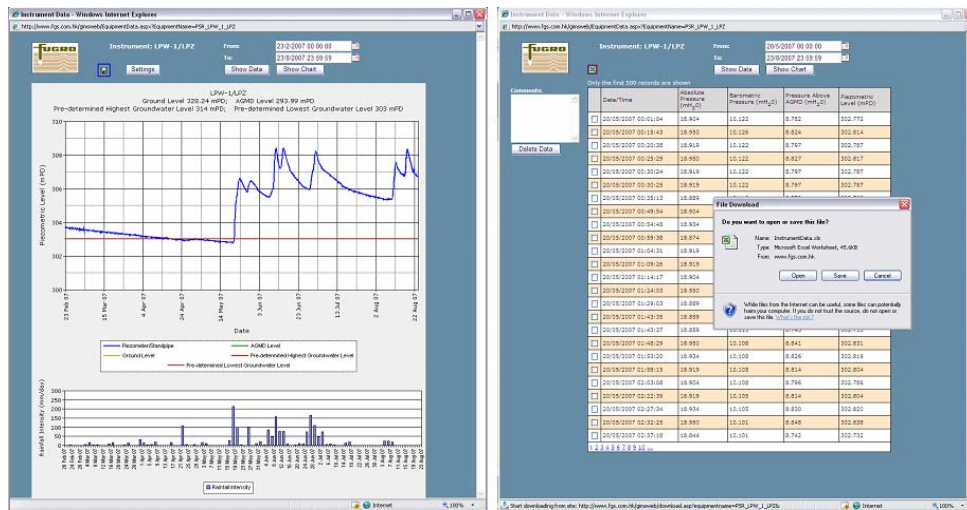 Instrument Data - Windows Internet Explorer
FUGRO
Instrument: LPW-1/LPZ
From: 23/2/2007 00:00:00
To: 23/8/2007 23:59:59
Settings
Show Data
Show Chart
LPW-1/LPZ
Ground Level 328.24 mPD; AGMD Level 293.99 mPD
Pre-determined Highest Groundwater Level 314 mPD; Pre-determined Lowest Groundwater Level 303 mPD
Piezometric Level (mPD)
310
308
306
304
302
300
23 Feb 07
15 Mar 07
4 Apr 07
24 Apr 07
14 May 07
3 Jun 07
23 Jun 07
13 Jul 07
2 Aug 07
22 Aug 07
Date
Piezometer/Standpipe
AGMD Level
Ground Level
Pre-determined Highest Groundwater Level
Pre-determined Lowest Groundwater Level
Rainfall Intensity (mm/day)
300
250
200
150
100
50
0
Rainfall Intensity
Internet
100%
Instrument Data - Windows Internet Explorer
FUGRO
Instrument: LPW-1/LPZ
From: 20/5/2007 00:00:00
To: 23/8/2007 23:59:59
Show Data
Show Chart
Only the first 300 records are shown
Comments:
Delete Data
Date/Time
Absolute Pressure (mH2O)
Barometric Pressure (mH2O)
Pressure Above AGMD (mH2O)
Piezometric Level (mPD)
20/05/2007 00:01:04 18.904 10.122 8.782 302.772
20/05/2007 00:15:43 18.950 10.126 8.824 302.814
20/05/2007 00:20:38 18.919 10.122 8.797 302.787
20/05/2007 00:25:29 18.950 10.122 8.827 302.817
20/05/2007 00:30:24 18.919 10.122 8.797 302.787
20/05/2007 00:30:25 18.919 10.122 8.797 302.787
20/05/2007 00:35:13 18.889
20/05/2007 00:49:54 18.904
20/05/2007 00:54:45 18.934
20/05/2007 00:59:38 18.874
20/05/2007 01:04:31 18.919
20/05/2007 01:09:26 18.919
20/05/2007 01:14:17 18.904
20/05/2007 01:24:03 18.950
20/05/2007 01:29:03 18.889
20/05/2007 01:43:35 18.889
20/05/2007 01:43:37 18.859
20/05/2007 01:48:29 18.950 10.108 8.841 302.831
20/05/2007 01:53:20 18.934 10.108 8.826 302.816
20/05/2007 01:58:15 18.919 10.105 8.814 302.804
20/05/2007 02:03:08 18.904 10.108 8.796 302.786
20/05/2007 02:22:39 18.919 10.105 8.814 302.804
20/05/2007 02:27:34 18.934 10.105 8.830 302.820
20/05/2007 02:32:25 18.950 10.101 8.848 302.838
20/05/2007 02:37:18 18.844 10.101 8.742 302.732
1 2 3 4 5 6 7 8 9 10 ...
File Download
Do you want to open or save this file?
Name: InstrumentData.xls
Type: Microsoft Excel Worksheet, 45.6KB
From: www.fgs.com.hk
Open
Save
Cancel
While files from the Internet can be useful, some files can potentially
harm your computer. If you do not trust the source, do not open or
save this file. What's the risk?
Internet
100%